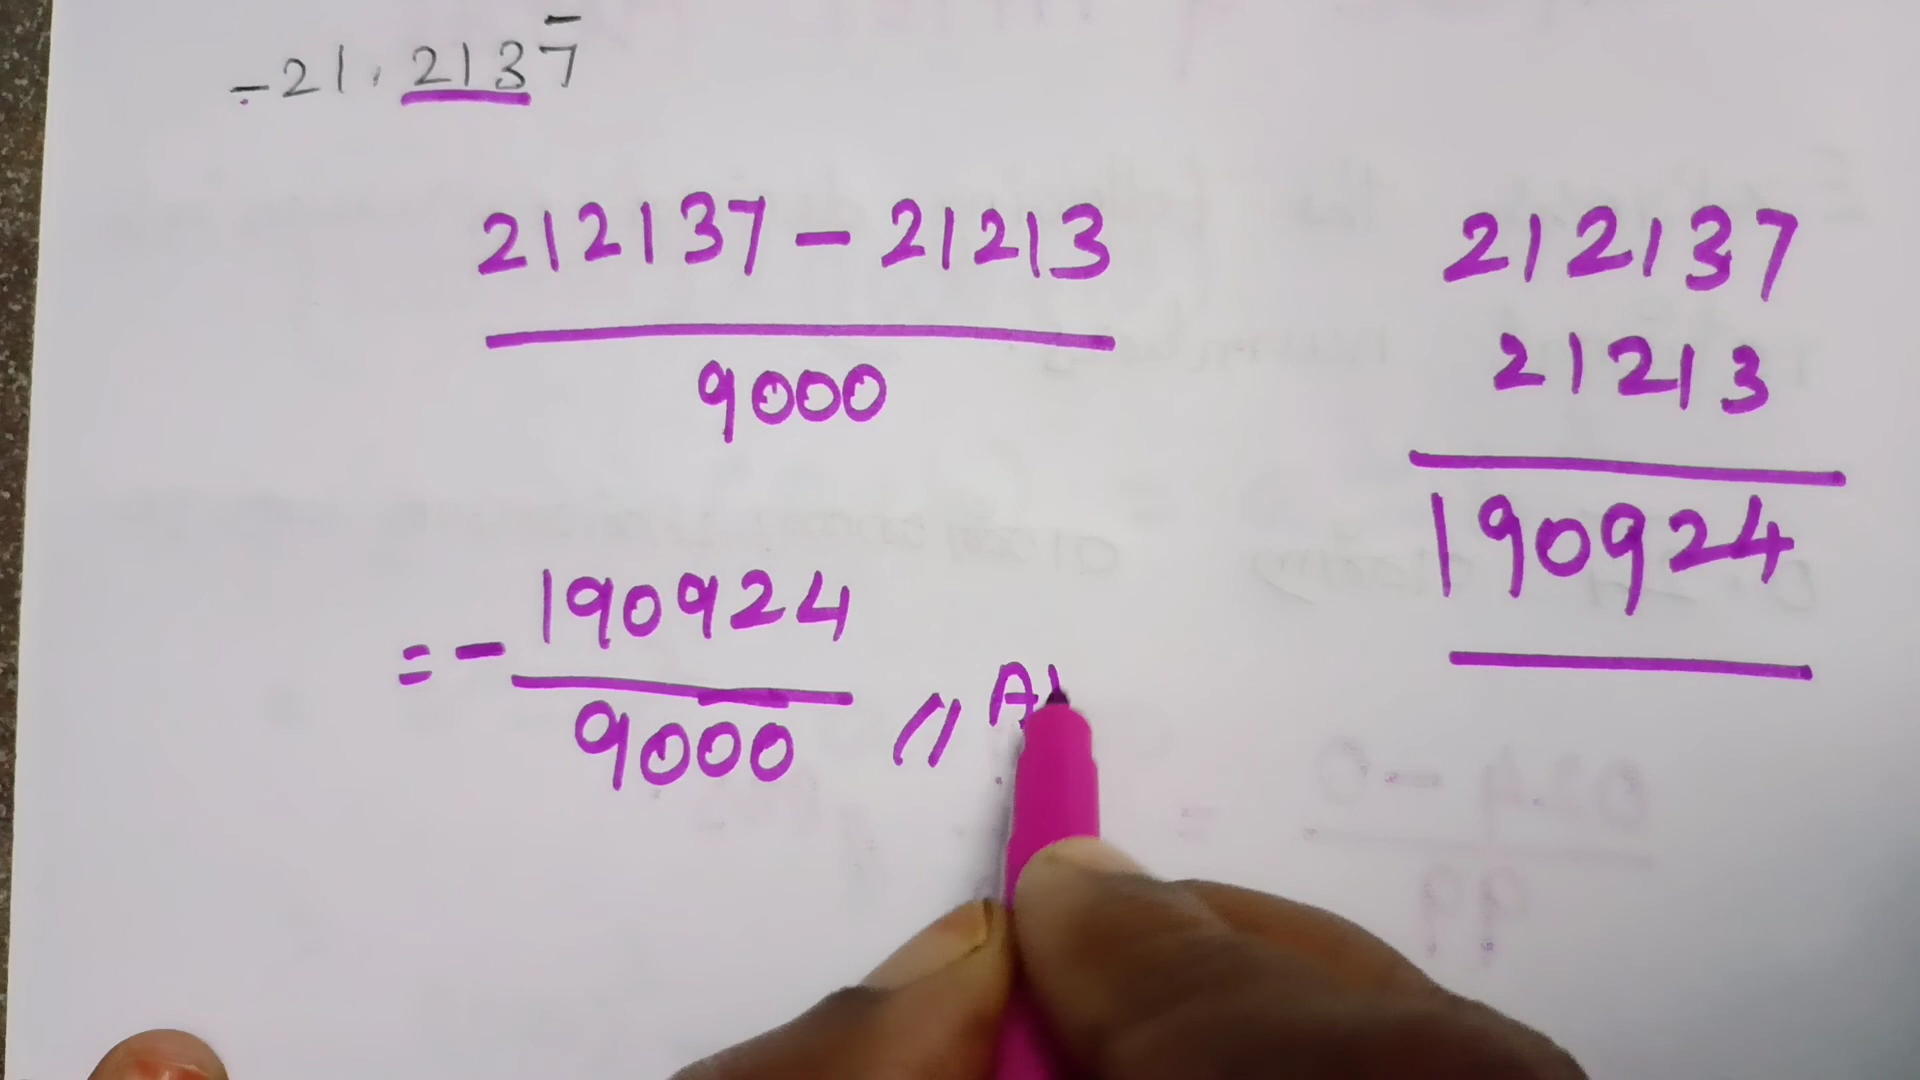 -21.2137̅
212137 - 21213
9000
212137
21213
190924
= - 190924
9000 // A